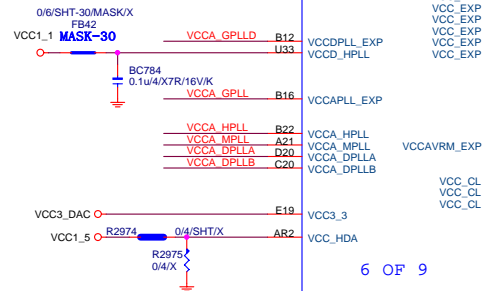 0/6/SHT-30/MASK/X
FB42
VCC1_1 MASK-30
BC784
0.1u/4/X7R/16V/K
VCCA_GPLLD B12 VCCDPLL_EXP
U33 VCCD_HPLL
VCCA_GPLL B16 VCCAPLL_EXP
VCCA_HPLL B22 VCCA_HPLL
VCCA_MPLL A21 VCCA_MPLL
VCCA_DPLLA D20 VCCA_DPLLA
VCCA_DPLLB C20 VCCA_DPLLB
VCC3_DAC E19 VCC3_3
VCC1_5 R2974 0/4/SHT/X AR2 VCC_HDA
R2975
0/4/X
VCC_EXP
VCC_EXP
VCC_EXP
VCC_EXP
VCC_EXP
VCCAVRM_EXP
VCC_CL
VCC_CL
VCC_CL
6 OF 9